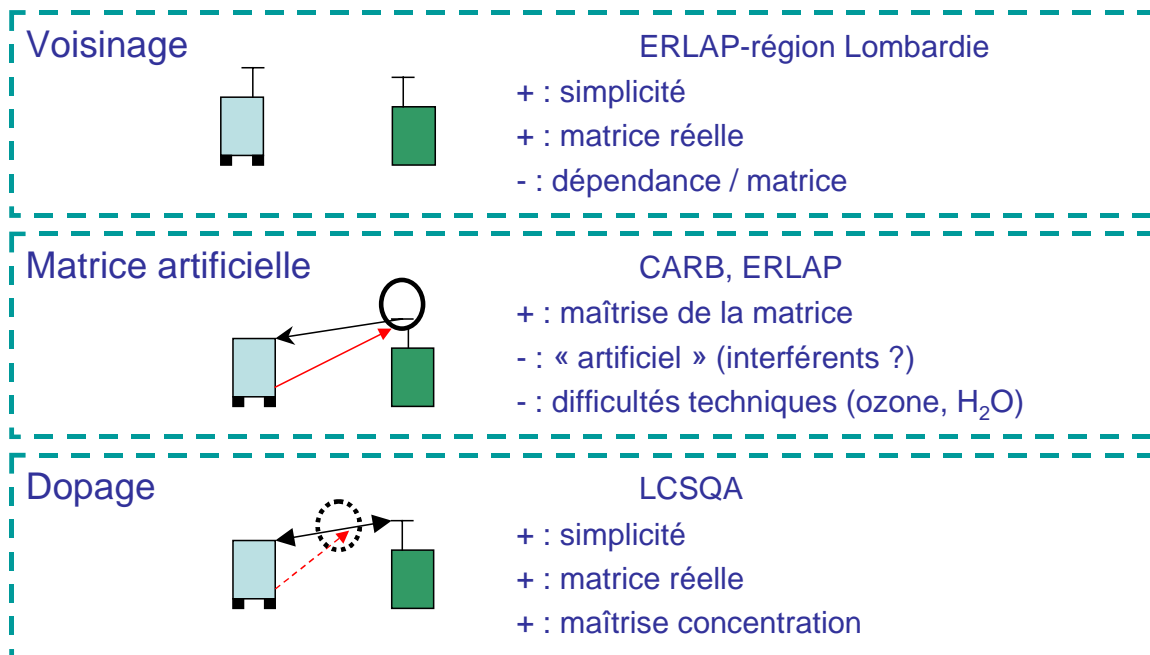 Voisinage
ERLAP-région Lombardie
+ : simplicité
+ : matrice réelle
- : dépendance / matrice
Matrice artificielle
CARB, ERLAP
+ : maîtrise de la matrice
- : « artificiel » (interférents ?)
- : difficultés techniques (ozone, H₂O)
Dopage
LCSQA
+ : simplicité
+ : matrice réelle
+ : maîtrise concentration